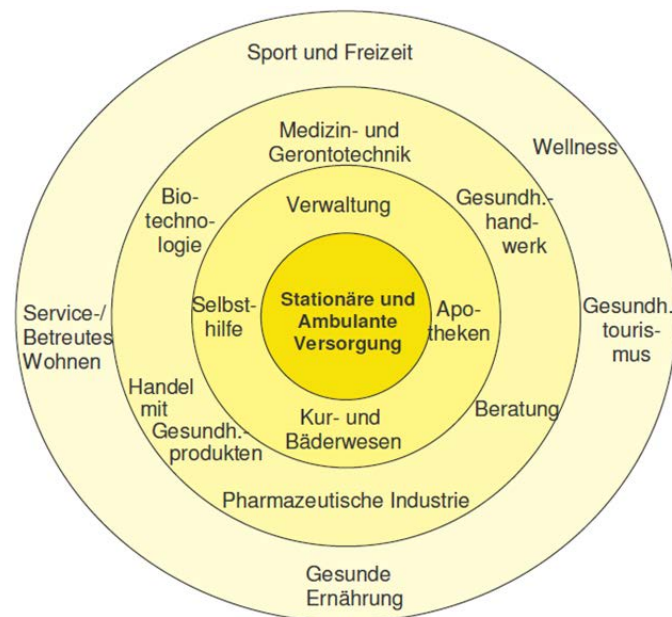 Sport und Freizeit
Wellness
Medizin- und
Gerontotechnik
Bio-
technno-
logie
Gesundh.-
hand-
werk
Verwaltung
Service-/
Betreutes
Wohnen
Selbst-
hilfe
Stationäre und
Ambulante
Versorgung
Apo-
theken
Gesundh.
touris-
mus
Handel
mit
Gesundh.-
produkten
Kur- und
Bäderwesen
Beratung
Pharmazeutische Industrie
Gesunde
Ernährung